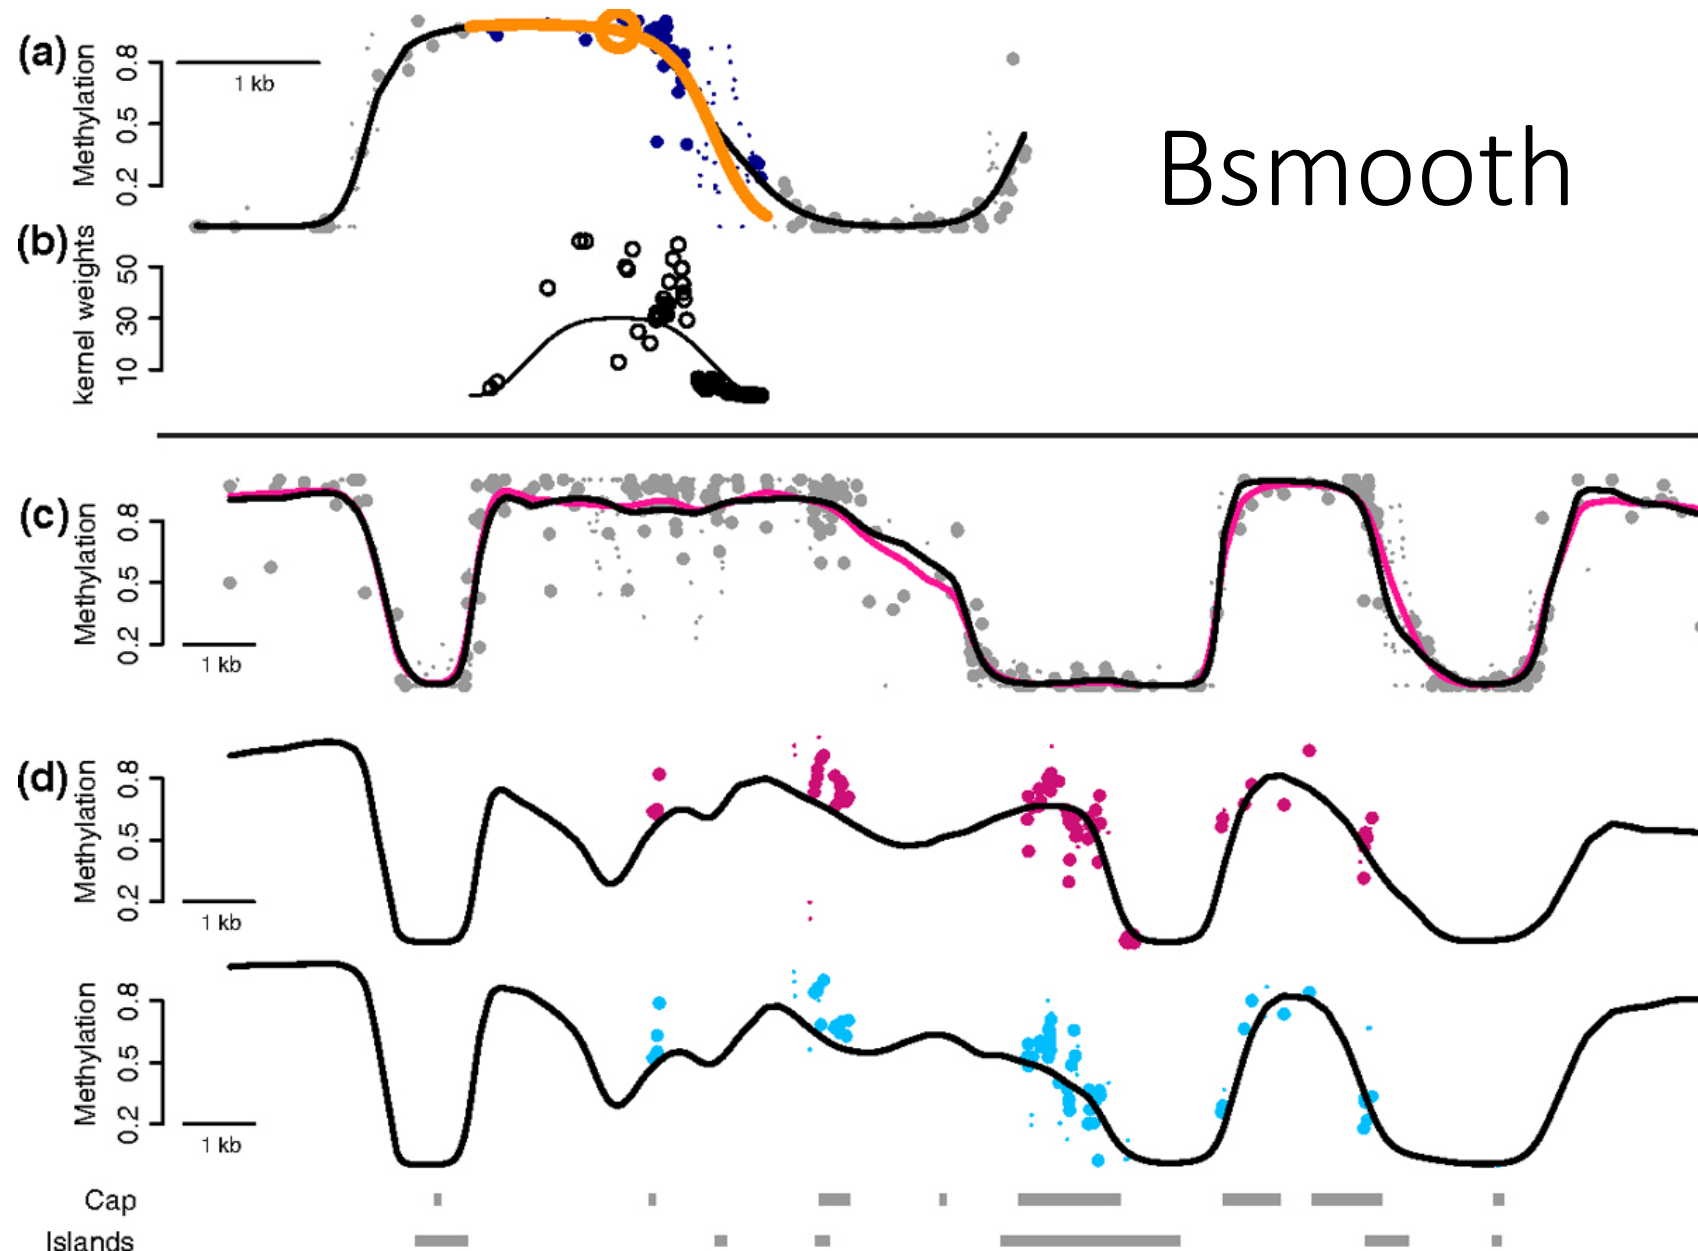 (a)
Methylation
0.8
0.5
0.2
1 kb
Bsmooth
(b)
kernel weights
50
30
10
(c)
Methylation
0.8
0.5
0.2
1 kb
(d)
Methylation
0.8
0.5
0.2
1 kb
Methylation
0.8
0.5
0.2
1 kb
Cap
Islands